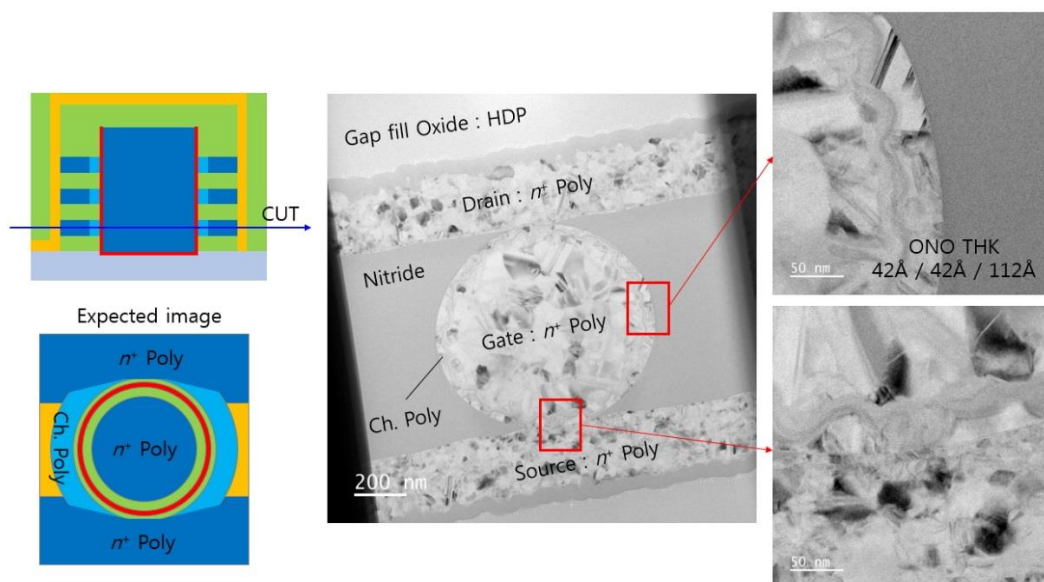 CUT
Expected image
n⁺ Poly
Ch. Poly
n⁺ Poly
n⁺ Poly
Gap fill Oxide : HDP
Drain : n⁺ Poly
Nitride
Gate : n⁺ Poly
Ch. Poly
Source : n⁺ Poly
200 nm
ONO THK
50 nm
42Å / 42Å / 112Å
50 nm